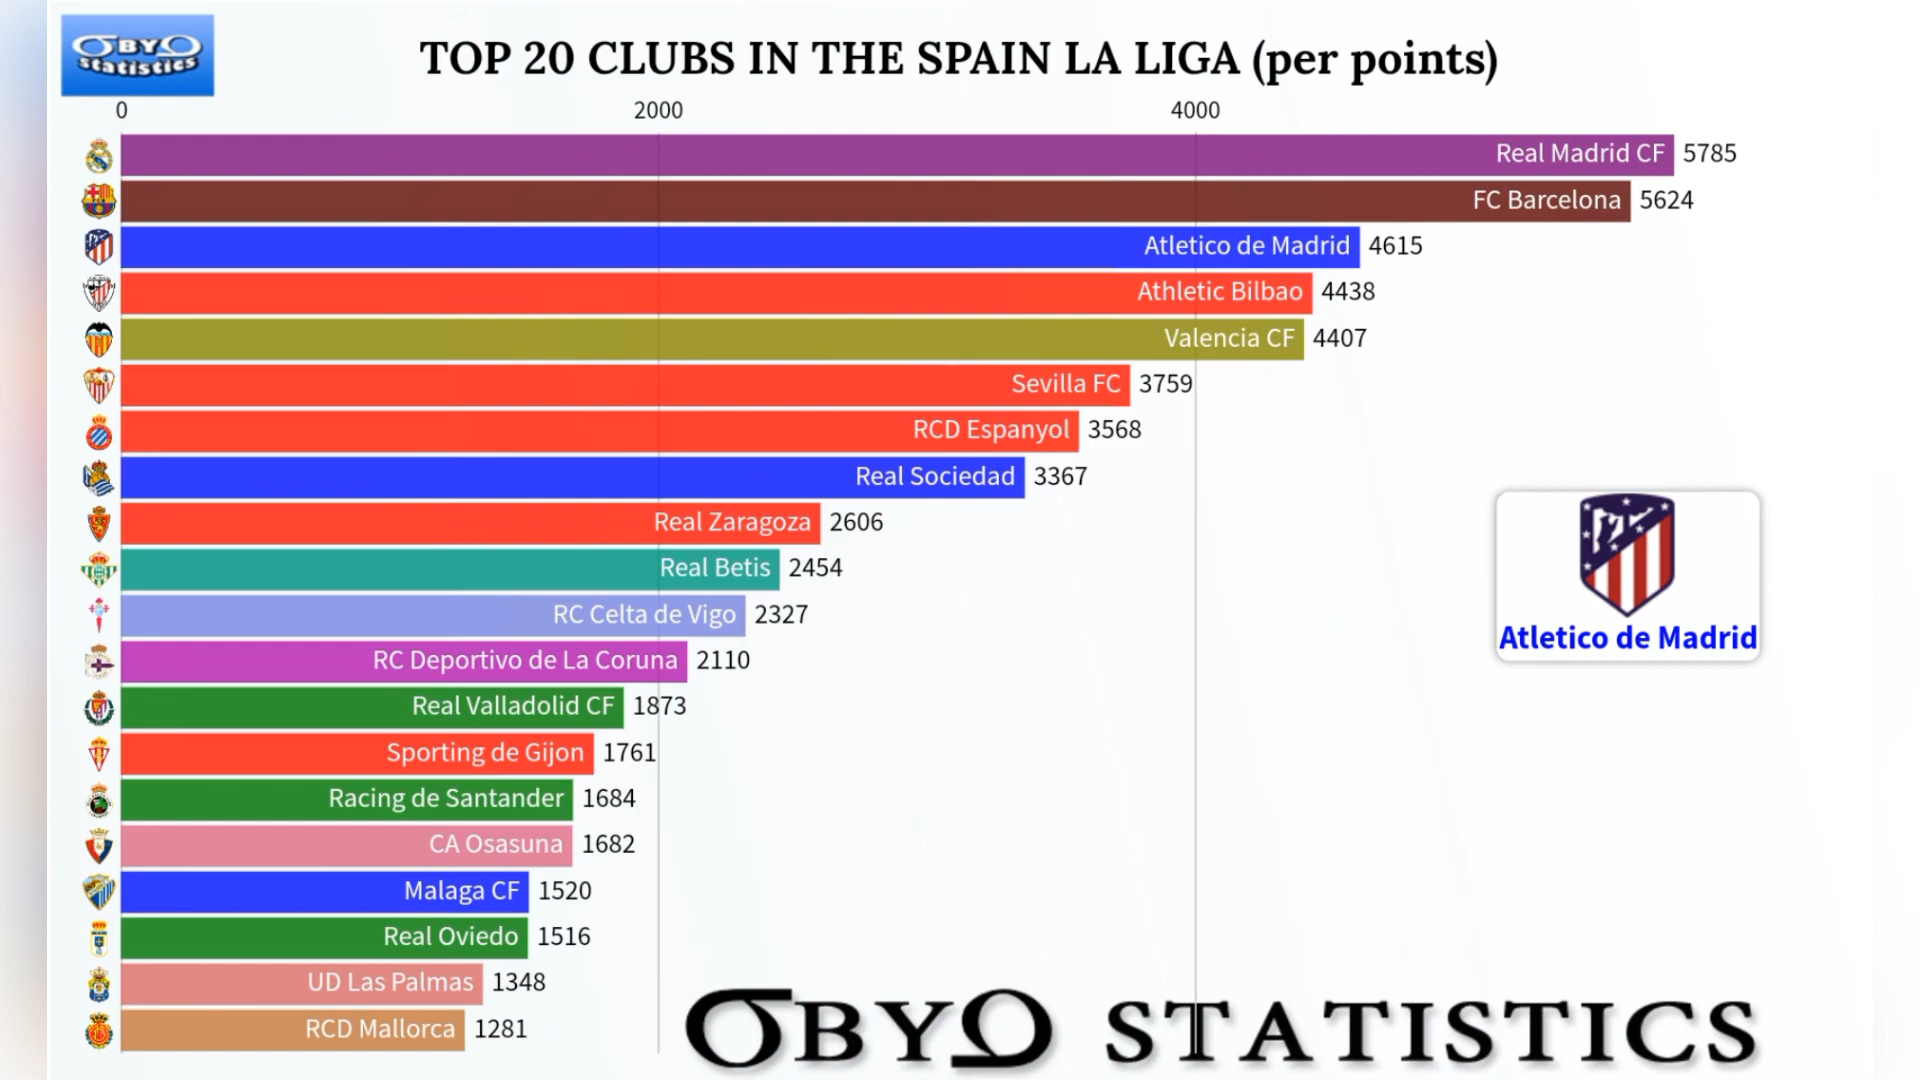 OBYO
statistics
TOP 20 CLUBS IN THE SPAIN LA LIGA (per points)
0 2000 4000
Real Madrid CF 5785
FC Barcelona 5624
Atletico de Madrid 4615
Athletic Bilbao 4438
Valencia CF 4407
Sevilla FC 3759
RCD Espanyol 3568
Real Sociedad 3367
Real Zaragoza 2606
Real Betis 2454
RC Celta de Vigo 2327
RC Deportivo de La Coruna 2110
Real Valladolid CF 1873
Sporting de Gijon 1761
Racing de Santander 1684
CA Osasuna 1682
Malaga CF 1520
Real Oviedo 1516
UD Las Palmas 1348
RCD Mallorca 1281
Atletico de Madrid
OBYO STATISTICS